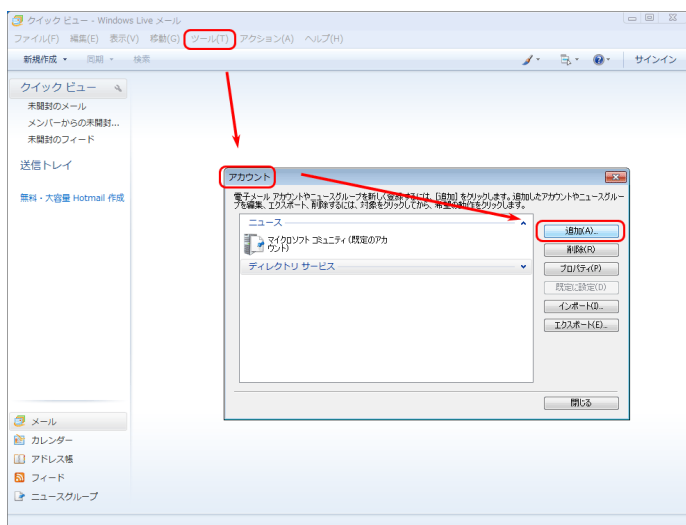 クイック ビュー - Windows Live メール
ファイル(F) 編集(E) 表示(V) 移動(G) ツール(T) アクション(A) ヘルプ(H)
新規作成 同期 検索 サインイン
クイック ビュー
未開封のメール
メンバーからの未開封...
未開封のフィード
送信トレイ
無料・大容量 Hotmail 作成
アカウント
電子メール アカウントやニュースグループを新しく登録するには、[追加] をクリックします。追加したアカウントやニュースグルー
プを編集、エクスポート、削除するには、対象をクリックしてから、希望の動作をクリックします。
ニュース
マイクロソフト コミュニティ (既定のアカ
ウント)
ディレクトリ サービス
追加(A)...
削除(R)
プロパティ(P)
既定に設定(D)
インポート(I)...
エクスポート(E)...
閉じる
メール
カレンダー
アドレス帳
フィード
ニュースグループ